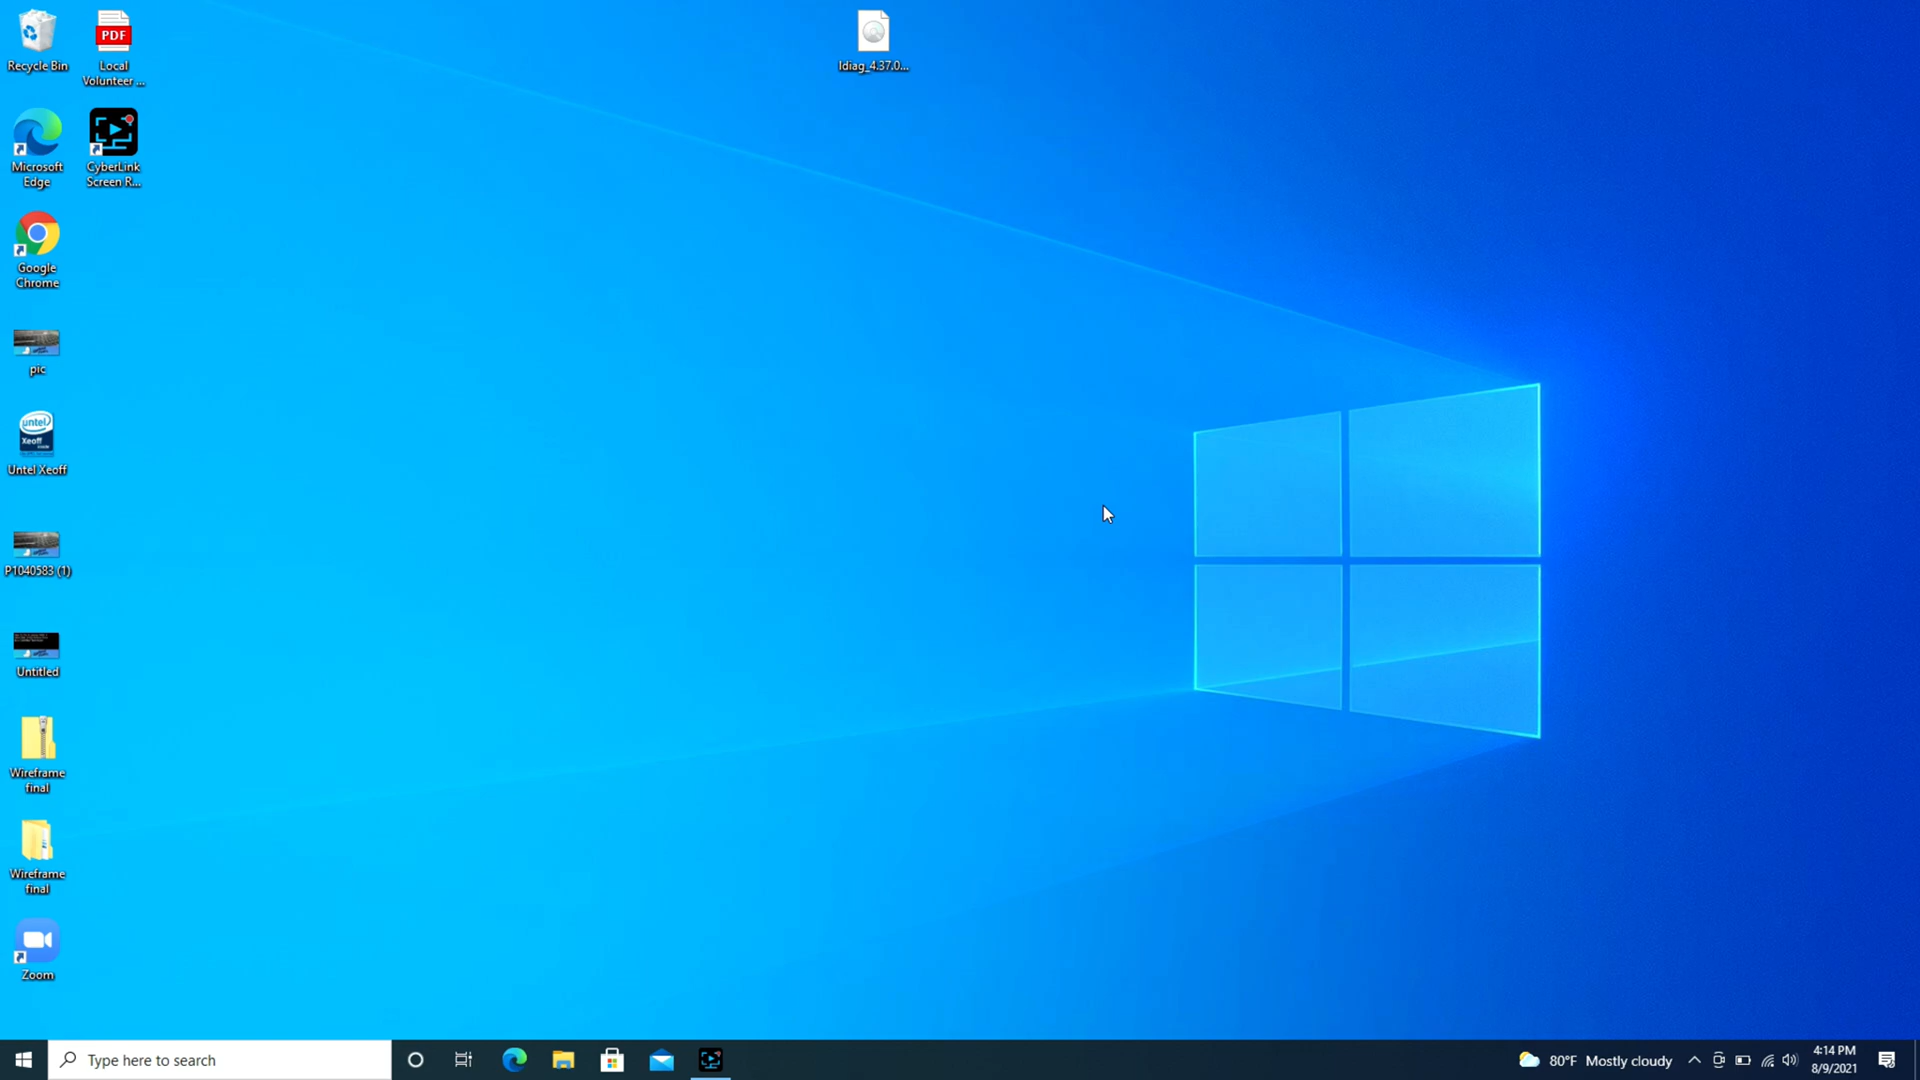 Recycle Bin
PDF
Local
Volunteer ...
ldiag_4.37.0...
Microsoft
Edge
CyberLink
Screen R...
Google
Chrome
pic
untel
Xeoff
Untel Xeoff
P1040583 (1)
Untitled
Wireframe
final
Wireframe
final
Zoom
Type here to search
80°F Mostly cloudy
4:14 PM
8/9/2021